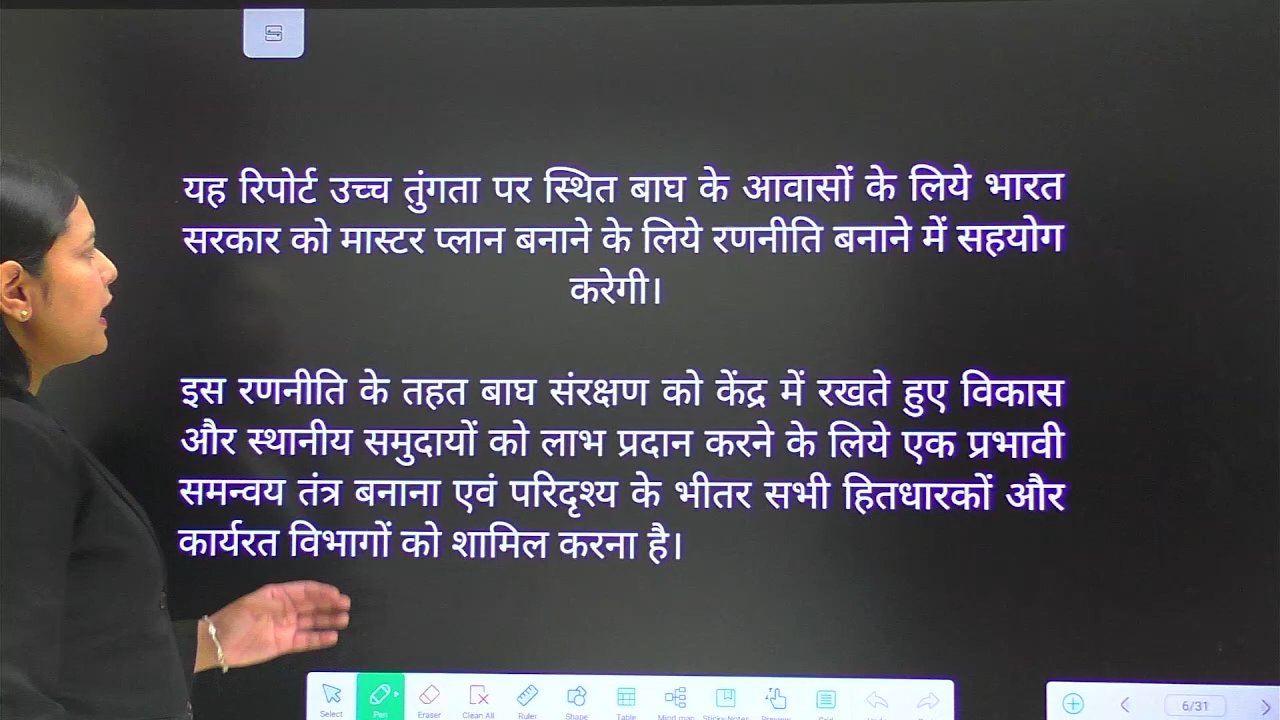 यह रिपोर्ट उच्च तुंगता पर स्थित बाघ के आवासों के लिये भारत
सरकार को मास्टर प्लान बनाने के लिये रणनीति बनाने में सहयोग
करेगी।
इस रणनीति के तहत बाघ संरक्षण को केंद्र में रखते हुए विकास
और स्थानीय समुदायों को लाभ प्रदान करने के लिये एक प्रभावी
समन्वय तंत्र बनाना एवं परिदृश्य के भीतर सभी हितधारकों और
कार्यरत विभागों को शामिल करना है।
Select Pen Eraser Clean All Ruler Shape Table Mind map Sticky Notes
6/31